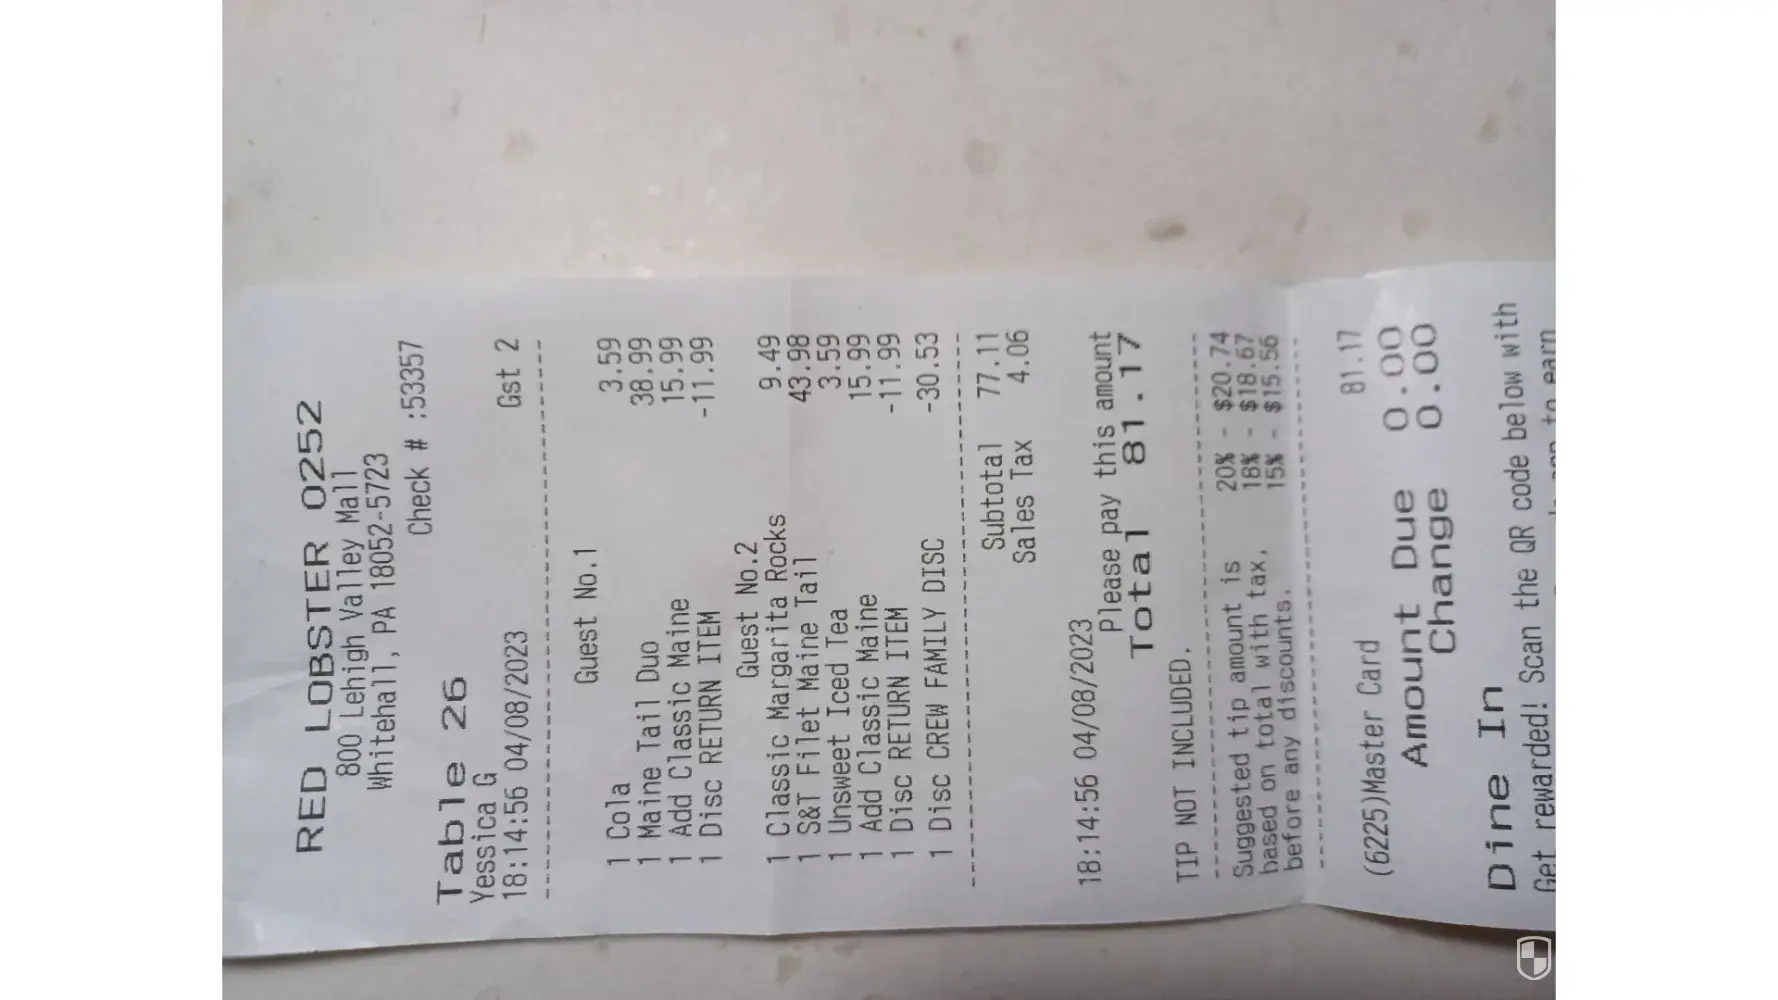 RED LOBSTER 0252
800 Lehigh Valley Mall
Whitehall, PA 18052-5723
Check # :53357
Table 26
Yessica G
18:14:56 04/08/2023 Gst 2
Guest No.1
1 Cola 3.59
1 Maine Tail Duo 38.99
1 Add Classic Maine 15.99
1 Disc RETURN ITEM -11.99
Guest No.2
1 Classic Margarita Rocks 9.49
1 S&T Filet Maine Tail 43.98
1 Unsweet Iced Tea 3.59
1 Add Classic Maine 15.99
1 Disc RETURN ITEM -11.99
1 Disc CREW FAMILY DISC -30.53
Subtotal 77.11
Sales Tax 4.06
18:14:56 04/08/2023
Please pay this amount
Total 81.17
TIP NOT INCLUDED.
Suggested tip amount is 20% - $20.74
based on total with tax, 18% - $18.67
before any discounts. 15% - $15.56
(6225)Master Card 81.17
Amount Due 0.00
Change 0.00
Dine In
Get rewarded! Scan the QR code below with
to earn